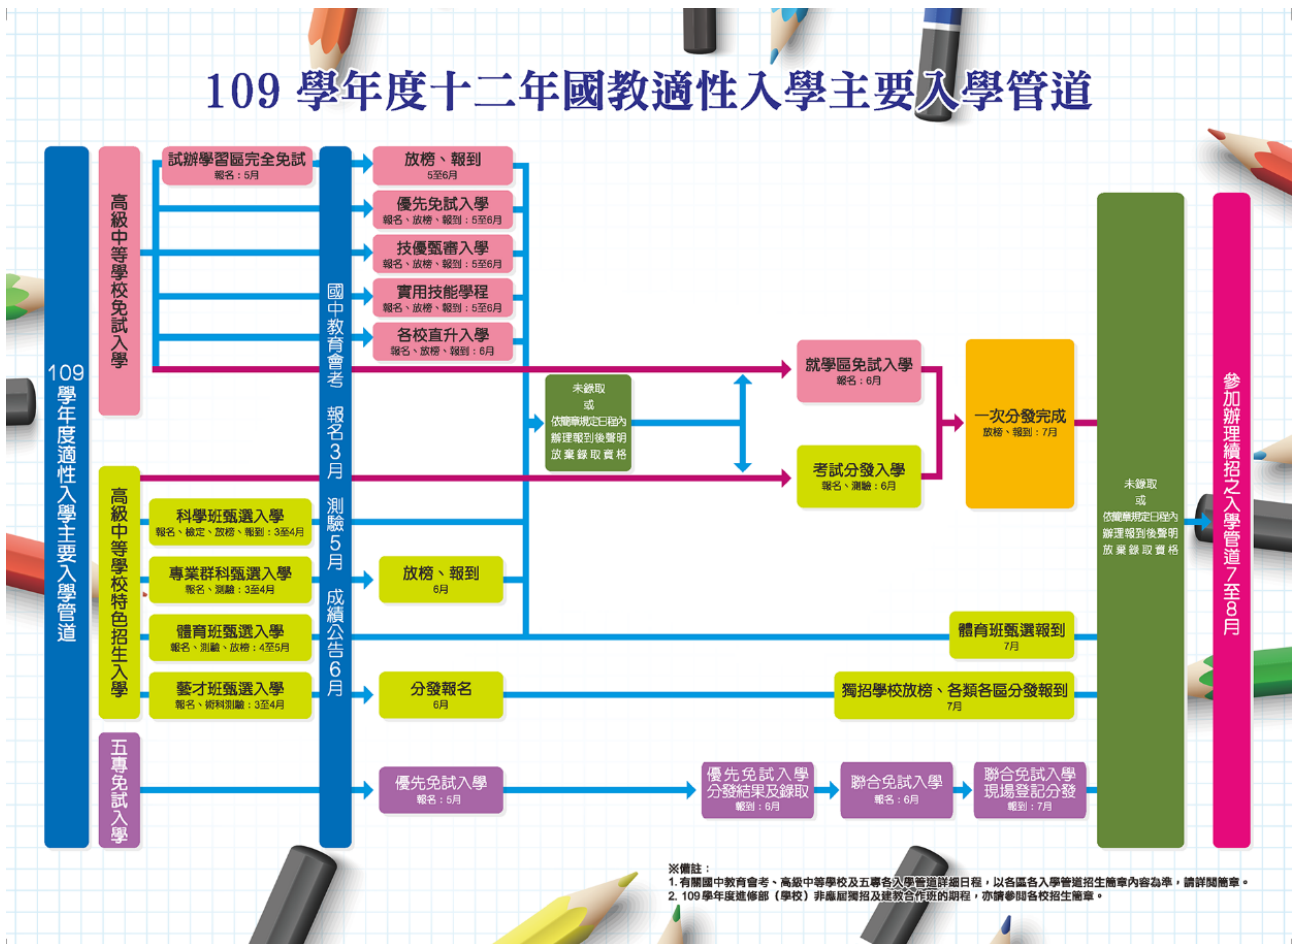 109 學年度十二年國教適性入學主要入學管道
109學年度適性入學主要入學管道
高級中等學校免試入學
試辦學習區完全免試
報名：5月
放榜、報到
5至6月
優先免試入學
報名、放榜、報到：5至6月
技優甄審入學
報名、放榜、報到：5至6月
實用技能學程
報名、放榜、報到：5至6月
各校直升入學
報名、放榜、報到：6月
國中教育會考 報名3月 測驗5月 成績公告6月
未錄取
或
依簡章規定日程內
辦理報到後聲明
放棄錄取資格
就學區免試入學
報名：6月
考試分發入學
報名、測驗：6月
一次分發完成
放榜、報到：7月
高級中等學校特色招生入學
科學班甄選入學
報名、檢定、放榜、報到：3至4月
專業群科甄選入學
報名、測驗：3至4月
放榜、報到
6月
體育班甄選入學
報名、測驗、放榜：4至5月
體育班甄選報到
7月
藝才班甄選入學
報名、術科測驗：3至4月
分發報名
6月
獨招學校放榜、各類各區分發報到
7月
五專免試入學
優先免試入學
報名：5月
優先免試入學
分發結果及錄取
報到：6月
聯合免試入學
報名：6月
聯合免試入學
現場登記分發
報到：7月
未錄取
或
依簡章規定日程內
辦理報到後聲明
放棄錄取資格
參加辦理續招之入學管道7至8月
※備註：
1. 有關國中教育會考、高級中等學校及五專各入學管道詳細日程，以各區各入學管道招生簡章內容為準，請詳閱簡章。
2. 109學年度進修部（學校）非應屆獨招及建教合作班的期程，亦請參閱各校招生簡章。